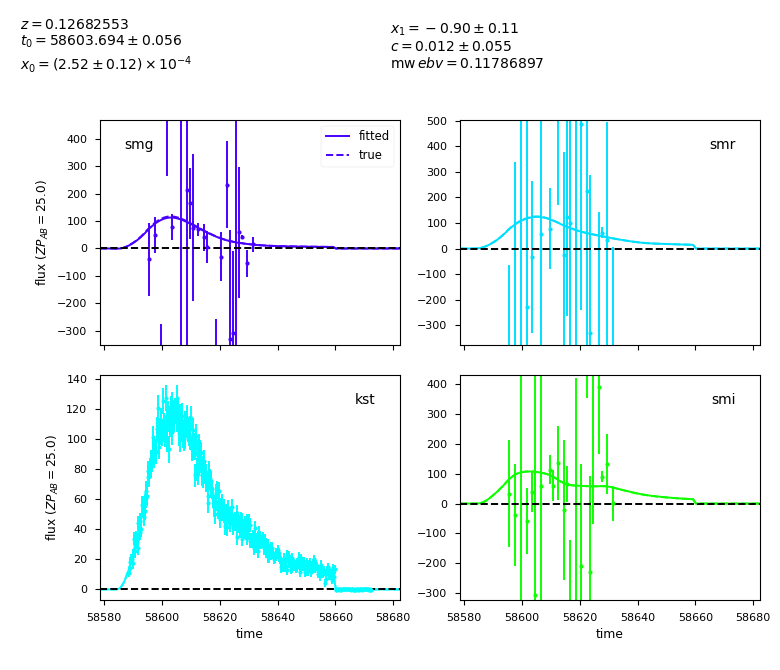 z = 0.12682553
t₀ = 58603.694 ± 0.056
x₀ = (2.52 ± 0.12) × 10⁻⁴
x₁ = −0.90 ± 0.11
c = 0.012 ± 0.055
mw ebv = 0.11786897
400
300
200
100
0
−100
−200
−300
flux (ZP_AB = 25.0)
smg
fitted
true
500
400
300
200
100
0
−100
−200
−300
smr
140
120
100
80
60
40
20
0
flux (ZP_AB = 25.0)
kst
58580 58600 58620 58640 58660 58680
time
400
300
200
100
0
−100
−200
−300
smi
58580 58600 58620 58640 58660 58680
time